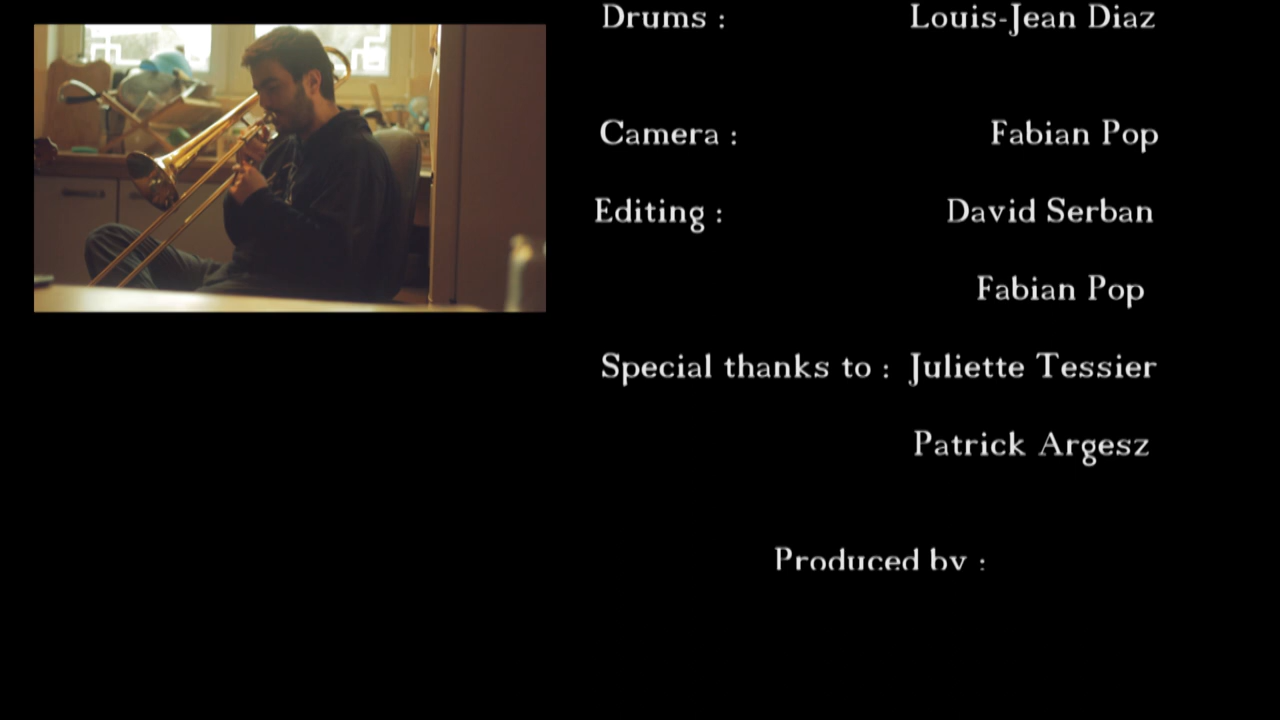 Drums : Louis-Jean Diaz
Camera : Fabian Pop
Editing : David Serban
Fabian Pop
Special thanks to : Juliette Tessier
Patrick Argesz
Produced by :